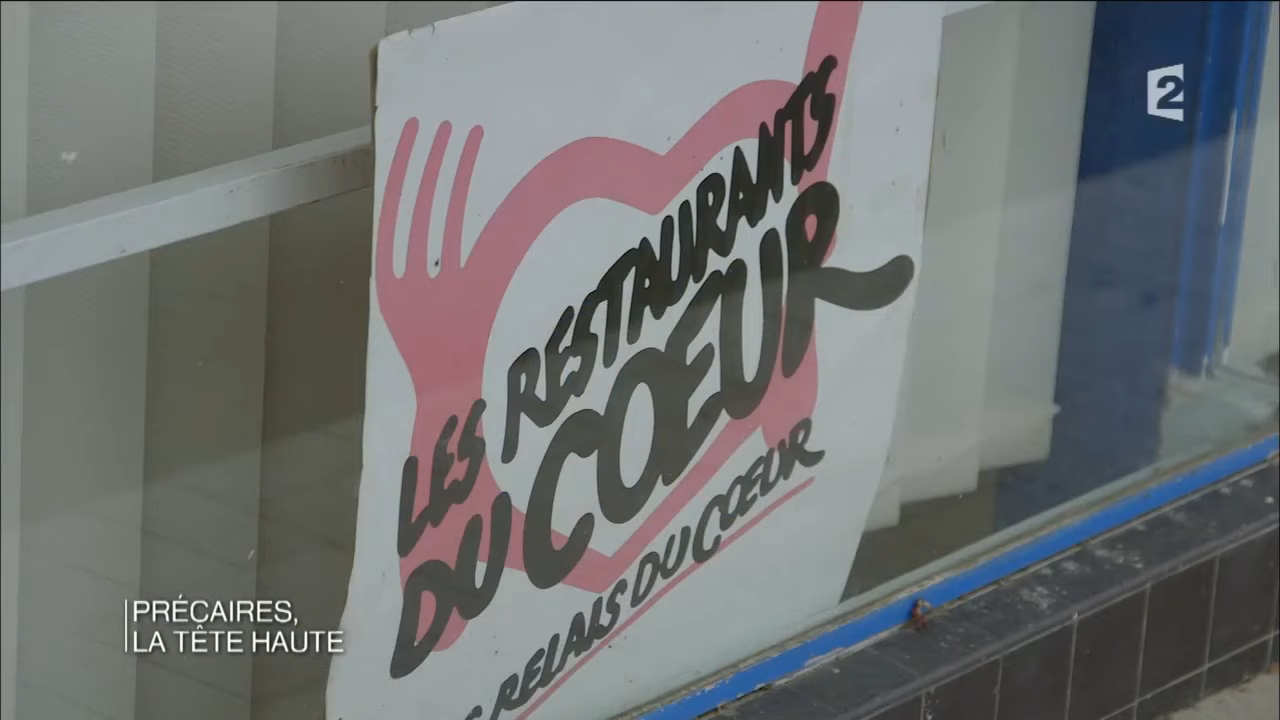 2
LES RESTAURANTS
DU COEUR
RELAIS DU COEUR
PRÉCAIRES,
LA TÊTE HAUTE